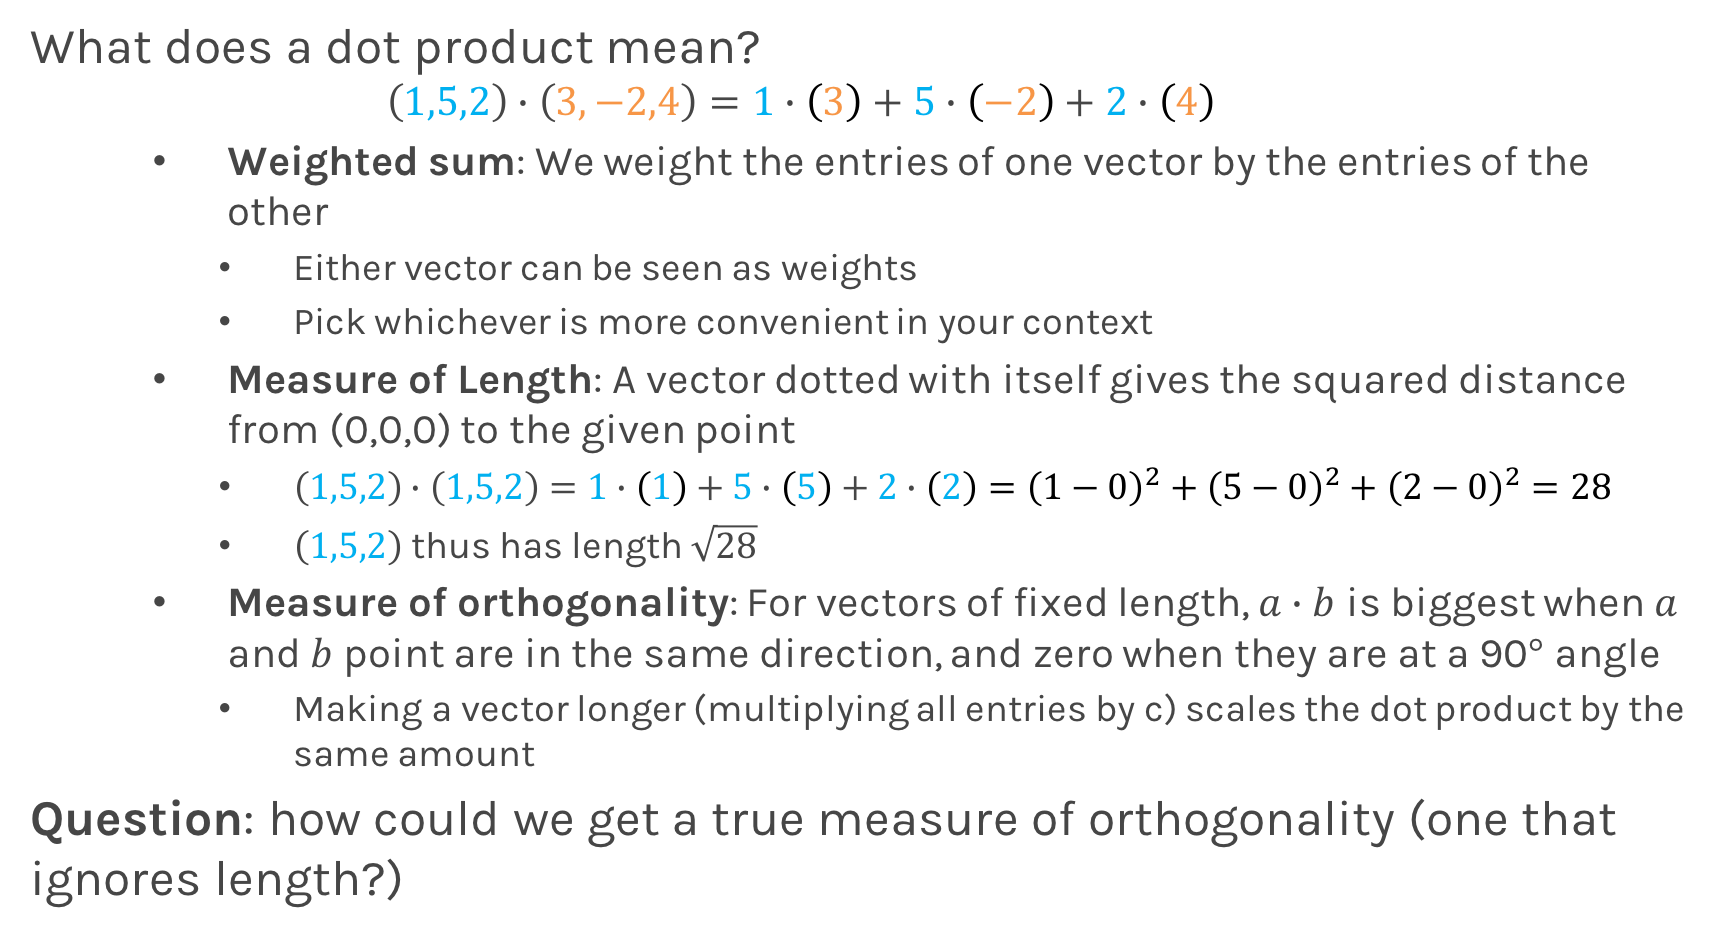 What does a dot product mean?
(1,5,2) · (3, −2,4) = 1 · (3) + 5 · (−2) + 2 · (4)
• Weighted sum: We weight the entries of one vector by the entries of the
other
• Either vector can be seen as weights
• Pick whichever is more convenient in your context
• Measure of Length: A vector dotted with itself gives the squared distance
from (0,0,0) to the given point
• (1,5,2) · (1,5,2) = 1 · (1) + 5 · (5) + 2 · (2) = (1 − 0)² + (5 − 0)² + (2 − 0)² = 28
• (1,5,2) thus has length √28
• Measure of orthogonality: For vectors of fixed length, a · b is biggest when a
and b point are in the same direction, and zero when they are at a 90° angle
• Making a vector longer (multiplying all entries by c) scales the dot product by the
same amount
Question: how could we get a true measure of orthogonality (one that
ignores length?)